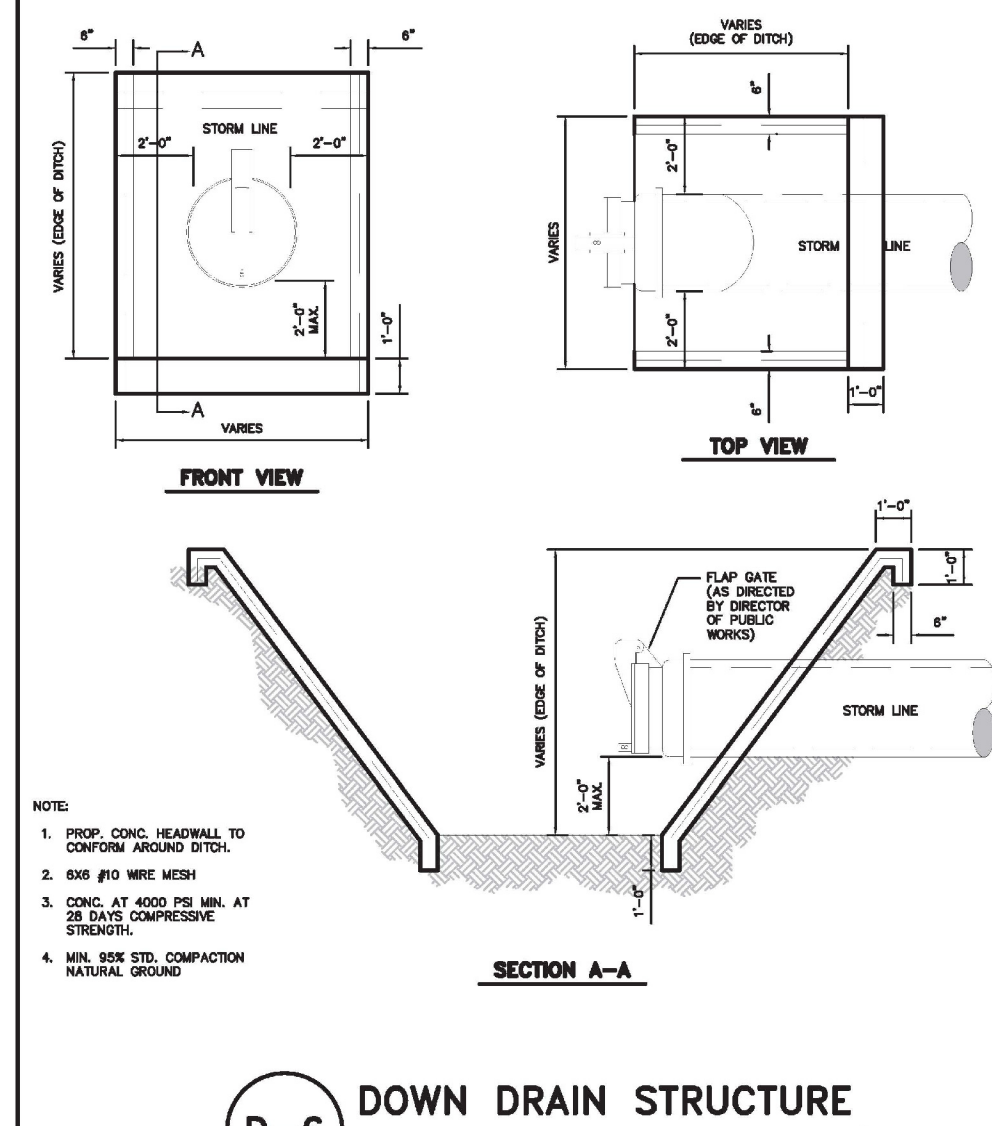 6"
A
6"
VARIES (EDGE OF DITCH)
STORM LINE
2'-0"
2'-0"
2'-0"
MAX.
1'-0"
A
VARIES
FRONT VIEW
VARIES
(EDGE OF DITCH)
6"
2'-0"
VARIES
STORM LINE
2'-0"
6"
1'-0"
TOP VIEW
1'-0"
1'-0"
6"
FLAP GATE
(AS DIRECTED
BY DIRECTOR
OF PUBLIC
WORKS)
VARIES (EDGE OF DITCH)
STORM LINE
2'-0"
MAX.
1'-0"
SECTION A-A
NOTE:
1. PROP. CONC. HEADWALL TO
CONFORM AROUND DITCH.
2. 6X6 #10 WIRE MESH
3. CONC. AT 4000 PSI MIN. AT
28 DAYS COMPRESSIVE
STRENGTH.
4. MIN. 95% STD. COMPACTION
NATURAL GROUND
DOWN DRAIN STRUCTURE